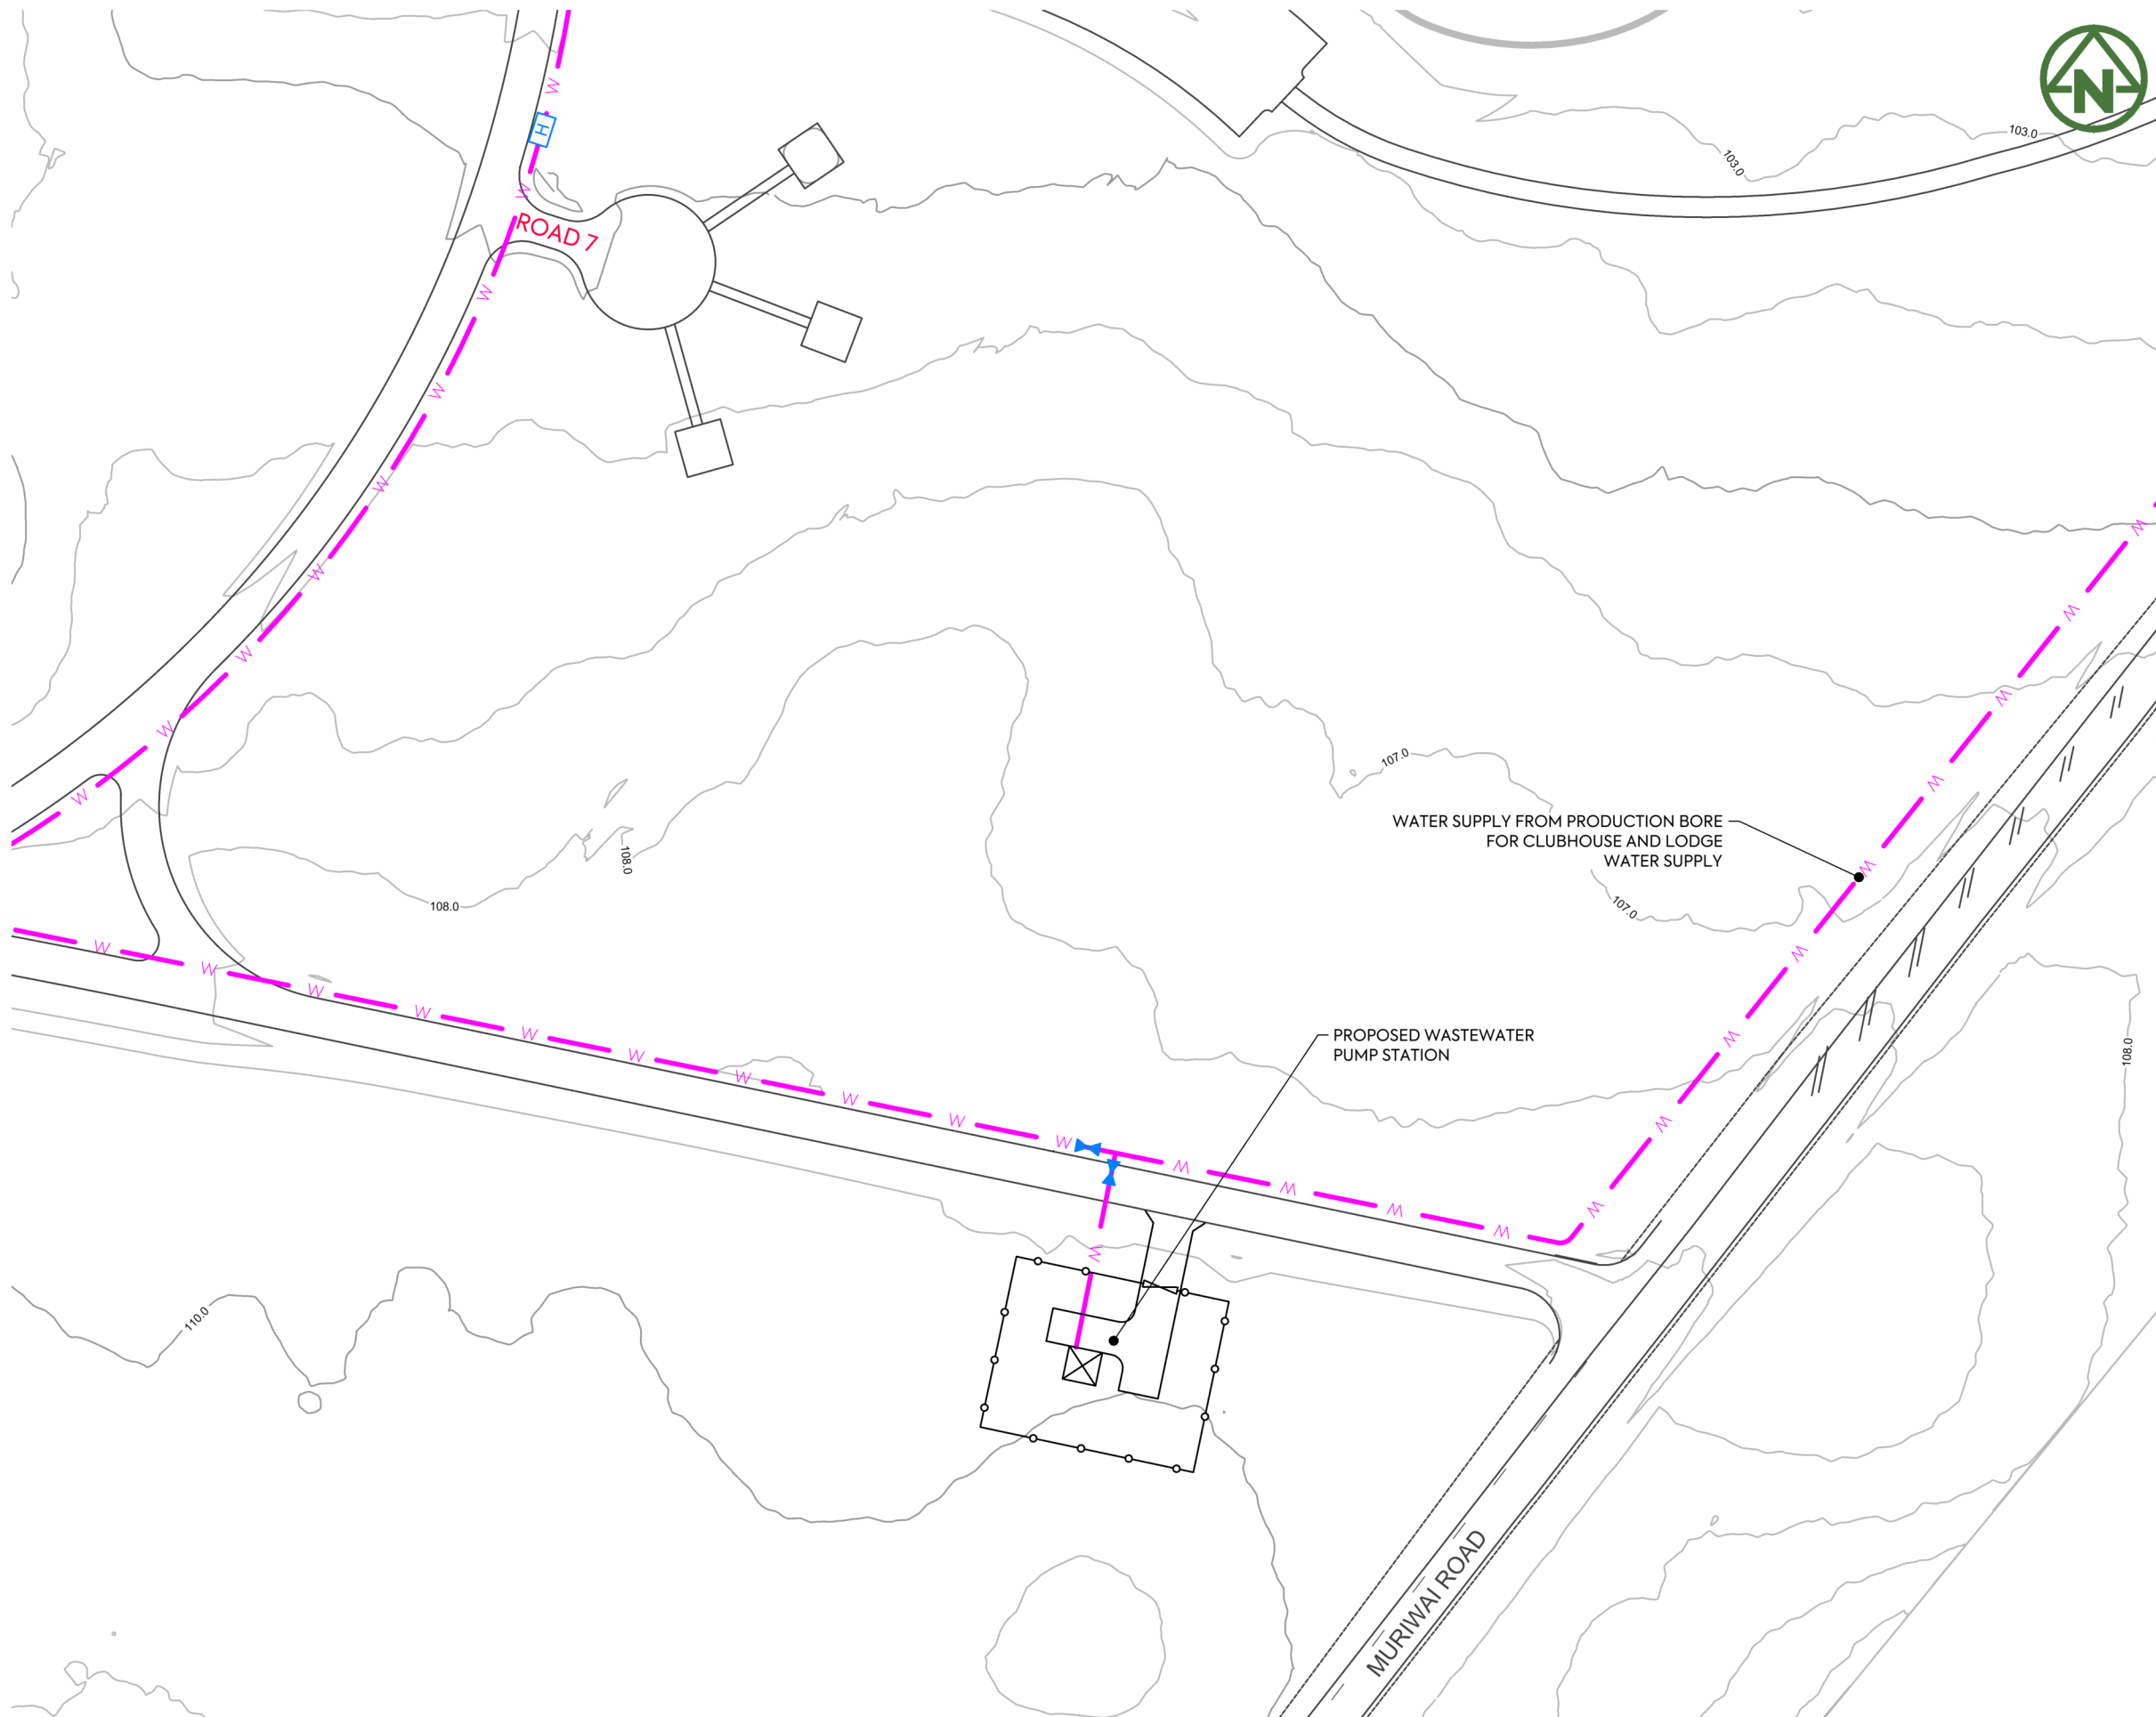 N
103.0
103.0
W
H
W
ROAD 7
W
W
W
W
W
W
W
W
W
W
W
W
W
107.0
WATER SUPPLY FROM PRODUCTION BORE
FOR CLUBHOUSE AND LODGE
WATER SUPPLY
W
107.0
108.0
108.0
W
W
W
W
W
W
W
W
W
W
W
W
W
W
PROPOSED WASTEWATER
PUMP STATION
108.0
W
W
W
W
W
W
110.0
MURIWAI ROAD